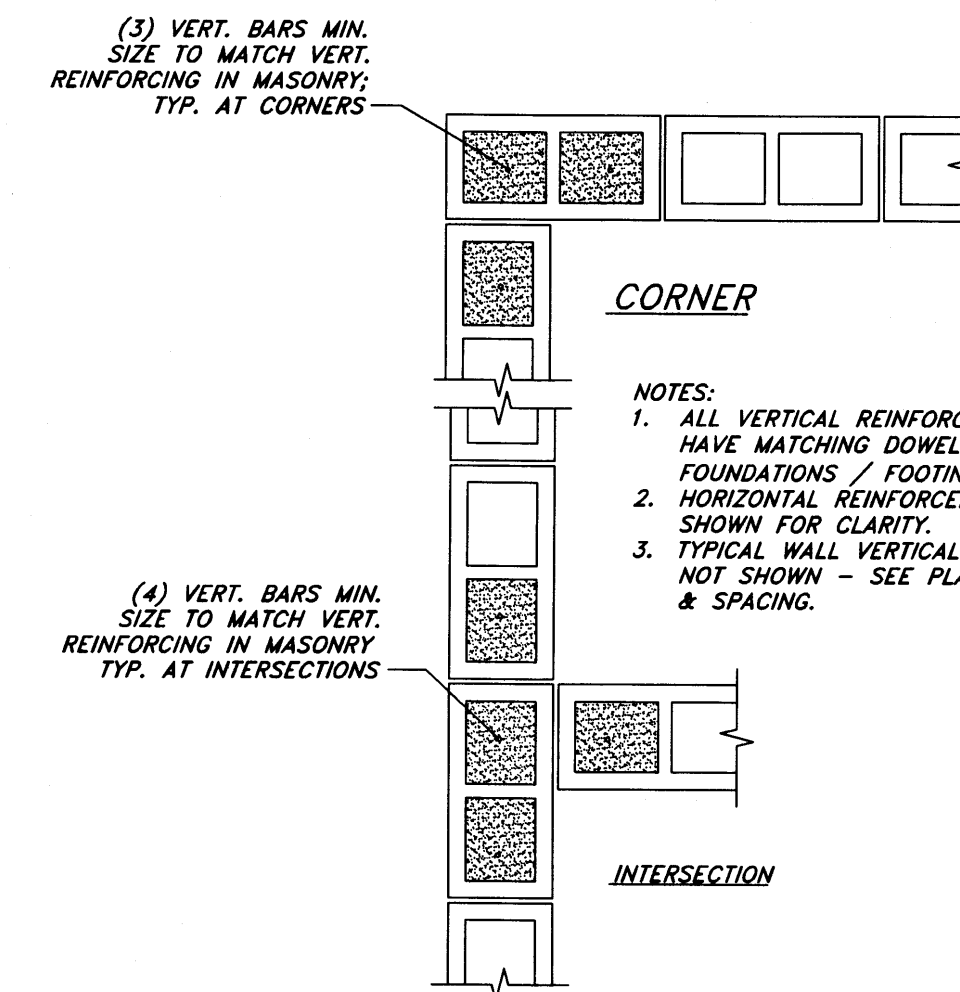 (3) VERT. BARS MIN.
SIZE TO MATCH VERT.
REINFORCING IN MASONRY;
TYP. AT CORNERS
CORNER
NOTES:
1. ALL VERTICAL
HAVE MATCHING
FOUNDATIONS /
2. HORIZONTAL
SHOWN FOR CLARITY.
3. TYPICAL WALL VERTICAL
NOT SHOWN – SEE
& SPACING.
(4) VERT. BARS MIN.
SIZE TO MATCH VERT.
REINFORCING IN MASONRY
TYP. AT INTERSECTIONS
INTERSECTION